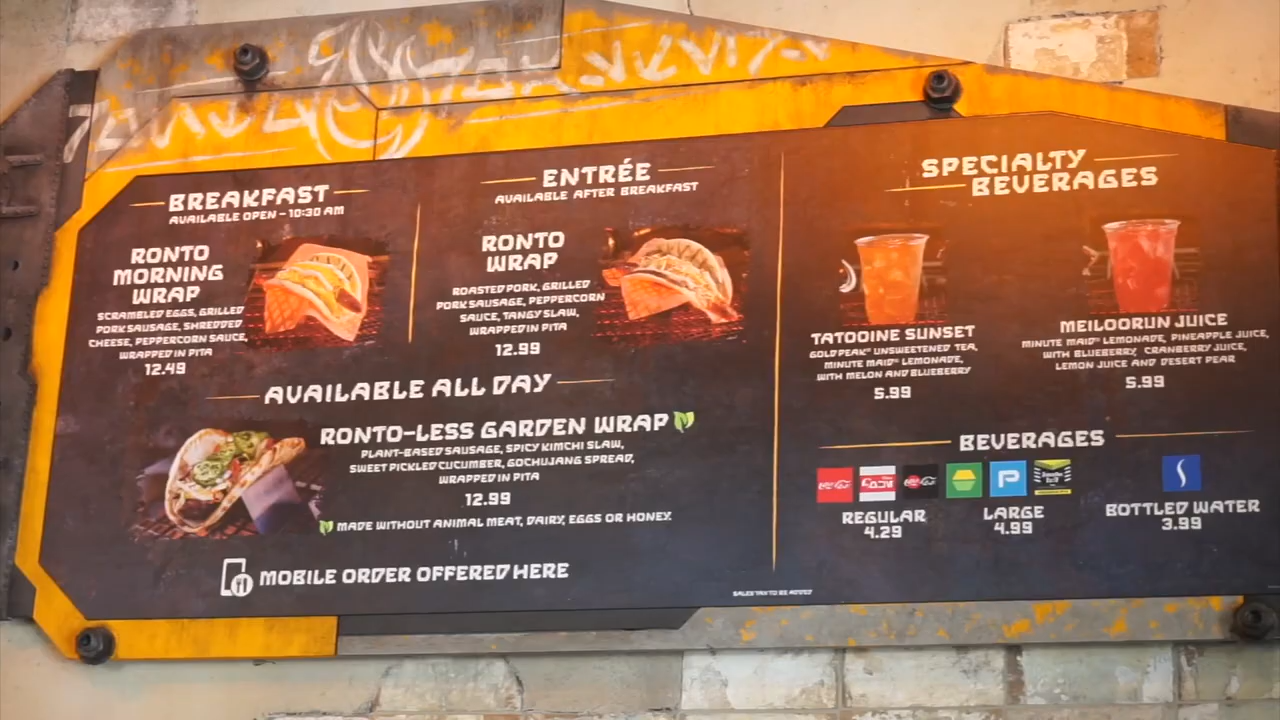 BREAKFAST
AVAILABLE OPEN – 10:30 AM
RONTO
MORNING
WRAP
SCRAMBLED EGGS, GRILLED
PORK SAUSAGE, SHREDDED
CHEESE, PEPPERCORN SAUCE,
WRAPPED IN PITA
12.49
ENTRÉE
AVAILABLE AFTER BREAKFAST
RONTO
WRAP
ROASTED PORK, GRILLED
PORK SAUSAGE, PEPPERCORN
SAUCE, TANGY SLAW,
WRAPPED IN PITA
12.99
AVAILABLE ALL DAY
RONTO-LESS GARDEN WRAP
PLANT-BASED SAUSAGE, SPICY KIMCHI SLAW,
SWEET PICKLED CUCUMBER, GOCHUJANG SPREAD,
WRAPPED IN PITA
12.99
MADE WITHOUT ANIMAL MEAT, DAIRY, EGGS OR HONEY.
MOBILE ORDER OFFERED HERE
SPECIALTY
BEVERAGES
TATOOINE SUNSET
GOLD PEAK® UNSWEETENED TEA,
MINUTE MAID® LEMONADE,
WITH MELON AND BLUEBERRY
5.99
MEILOORUN JUICE
MINUTE MAID® LEMONADE, PINEAPPLE JUICE,
WITH BLUEBERRY, CRANBERRY JUICE,
LEMON JUICE AND DESERT PEAR
5.99
BEVERAGES
REGULAR
4.29
LARGE
4.99
BOTTLED WATER
3.99
SALES TAX TO BE ADDED